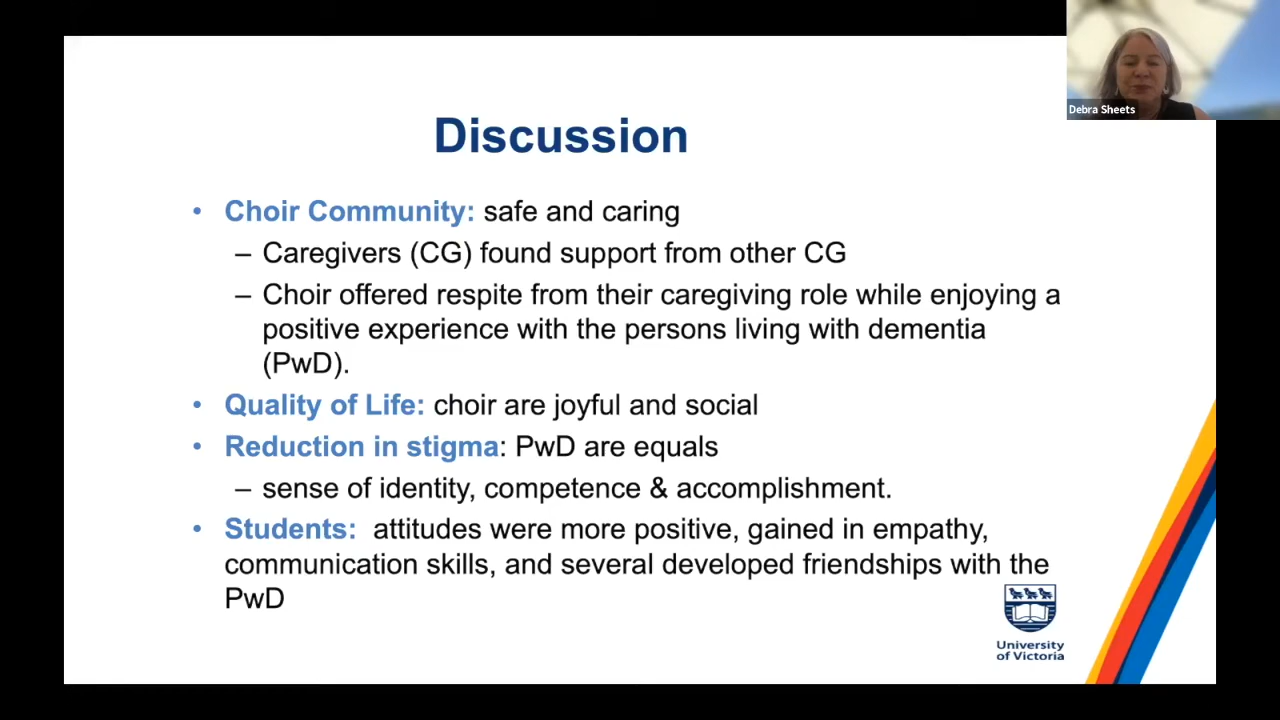 Debra Sheets
Discussion
• Choir Community: safe and caring
– Caregivers (CG) found support from other CG
– Choir offered respite from their caregiving role while enjoying a
positive experience with the persons living with dementia
(PwD).
• Quality of Life: choir are joyful and social
• Reduction in stigma: PwD are equals
– sense of identity, competence & accomplishment.
• Students: attitudes were more positive, gained in empathy,
communication skills, and several developed friendships with the
PwD
University
of Victoria